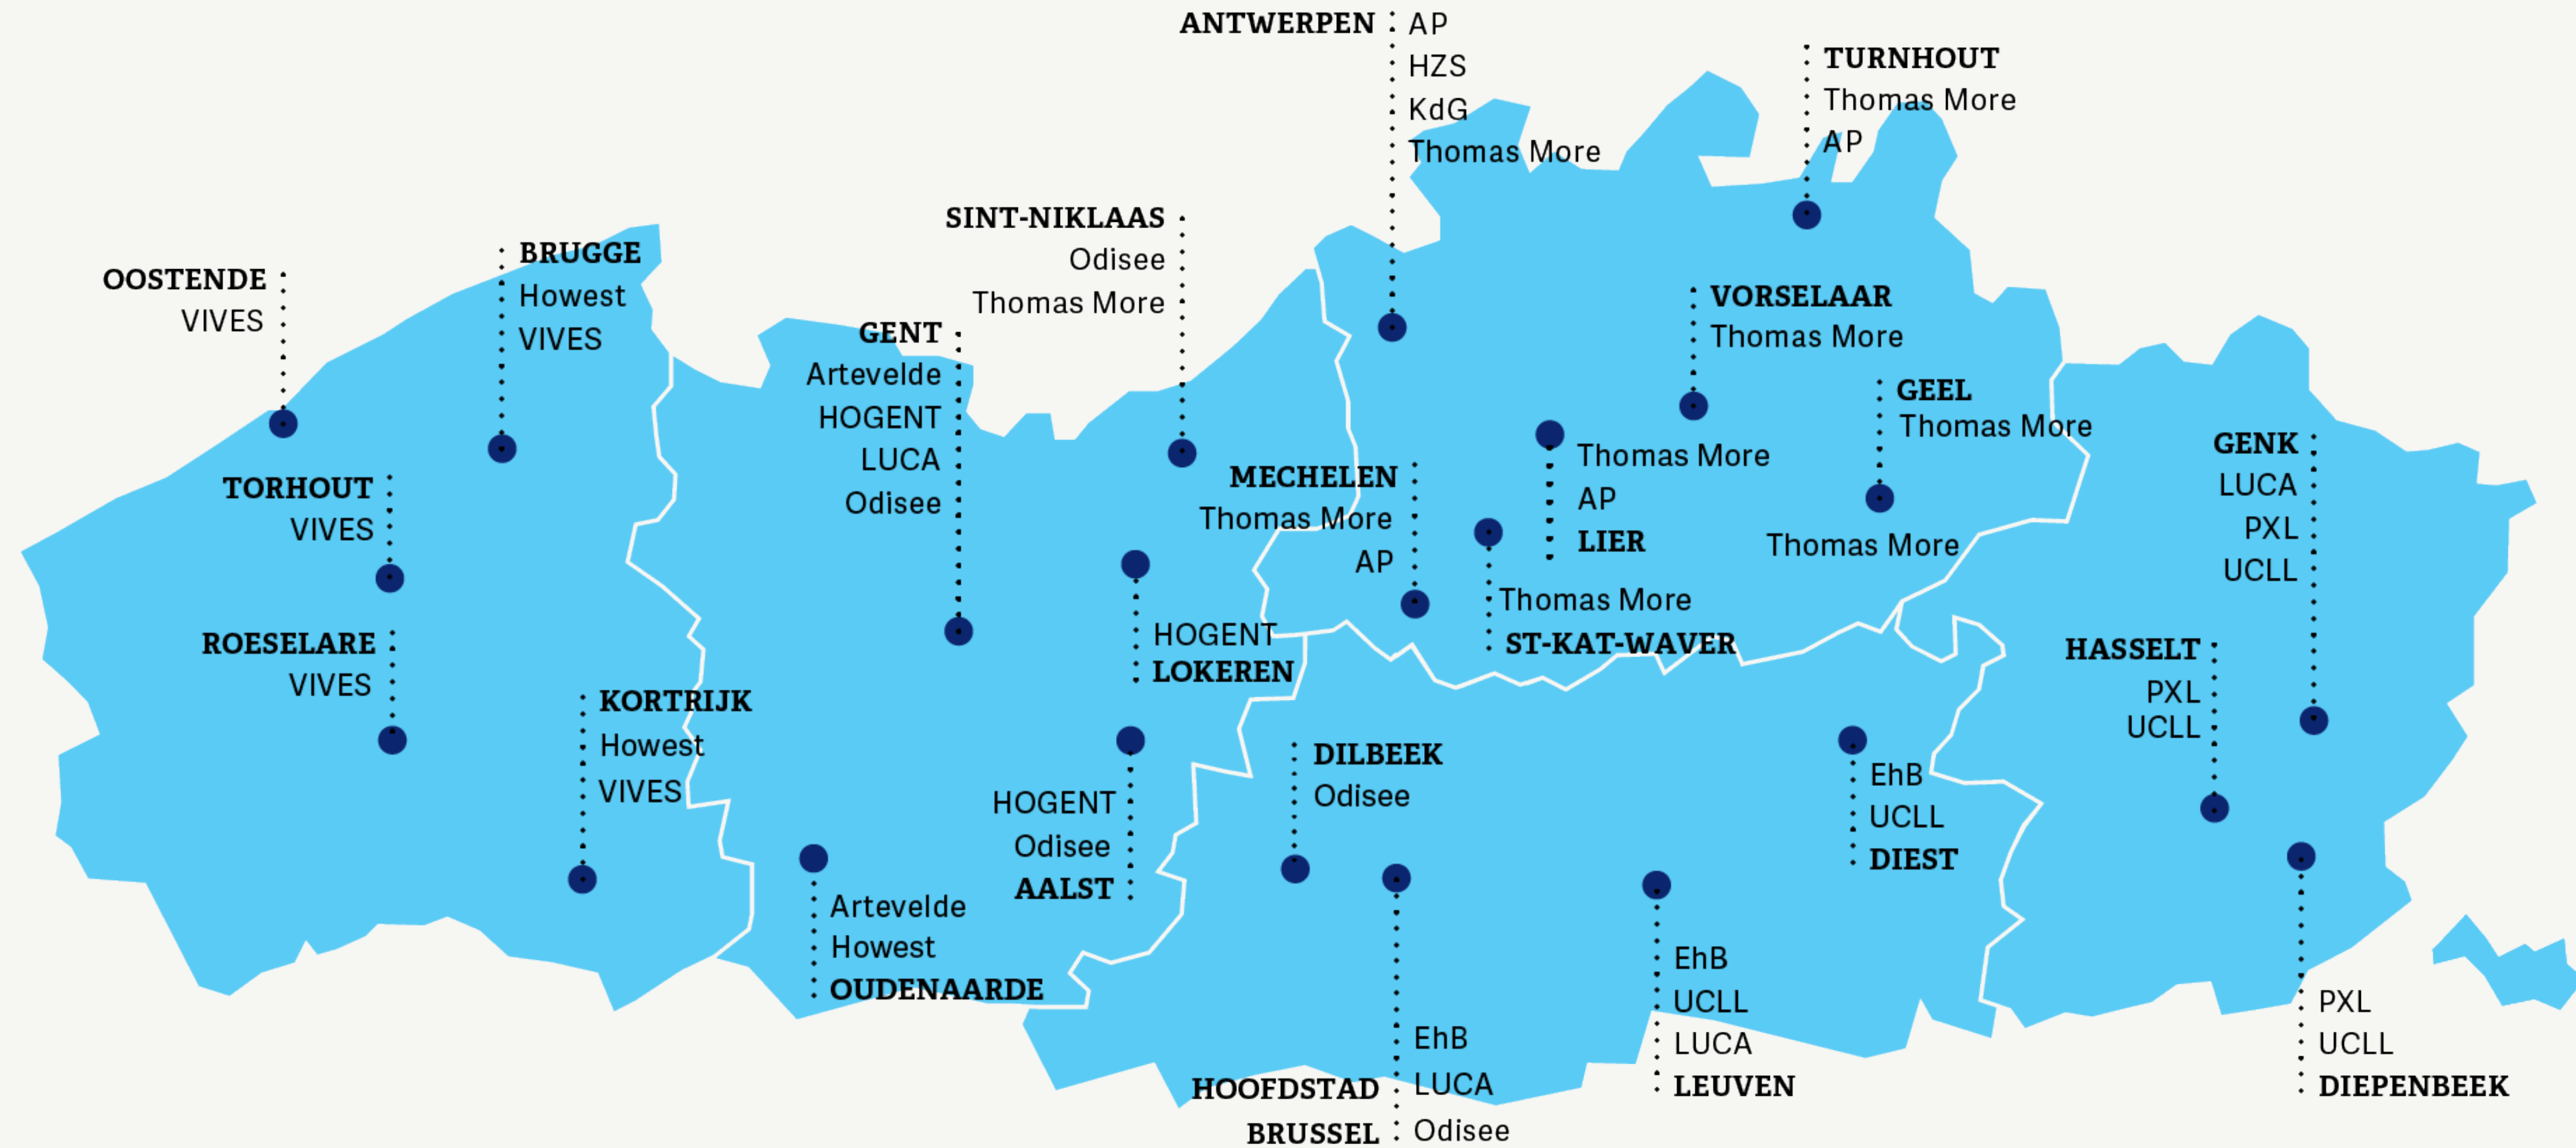 ANTWERPEN
AP
HZS
KdG
Thomas More
TURNHOUT
Thomas More
AP
SINT-NIKLAAS
Odisee
Thomas More
BRUGGE
Howest
VIVES
OOSTENDE
VIVES
VORSELAAR
Thomas More
GENT
Artevelde
HOGENT
LUCA
Odisee
GEEL
Thomas More
GENK
LUCA
PXL
UCLL
Thomas More
AP
LIER
MECHELEN
Thomas More
AP
TORHOUT
VIVES
Thomas More
Thomas More
ST-KAT-WAVER
HOGENT
LOKEREN
ROESELARE
VIVES
HASSELT
PXL
UCLL
KORTRIJK
Howest
VIVES
DILBEEK
Odisee
EhB
UCLL
DIEST
HOGENT
Odisee
AALST
Artevelde
Howest
OUDENAARDE
EhB
UCLL
LUCA
LEUVEN
PXL
UCLL
DIEPENBEEK
EhB
LUCA
Odisee
HOOFDSTAD
BRUSSEL